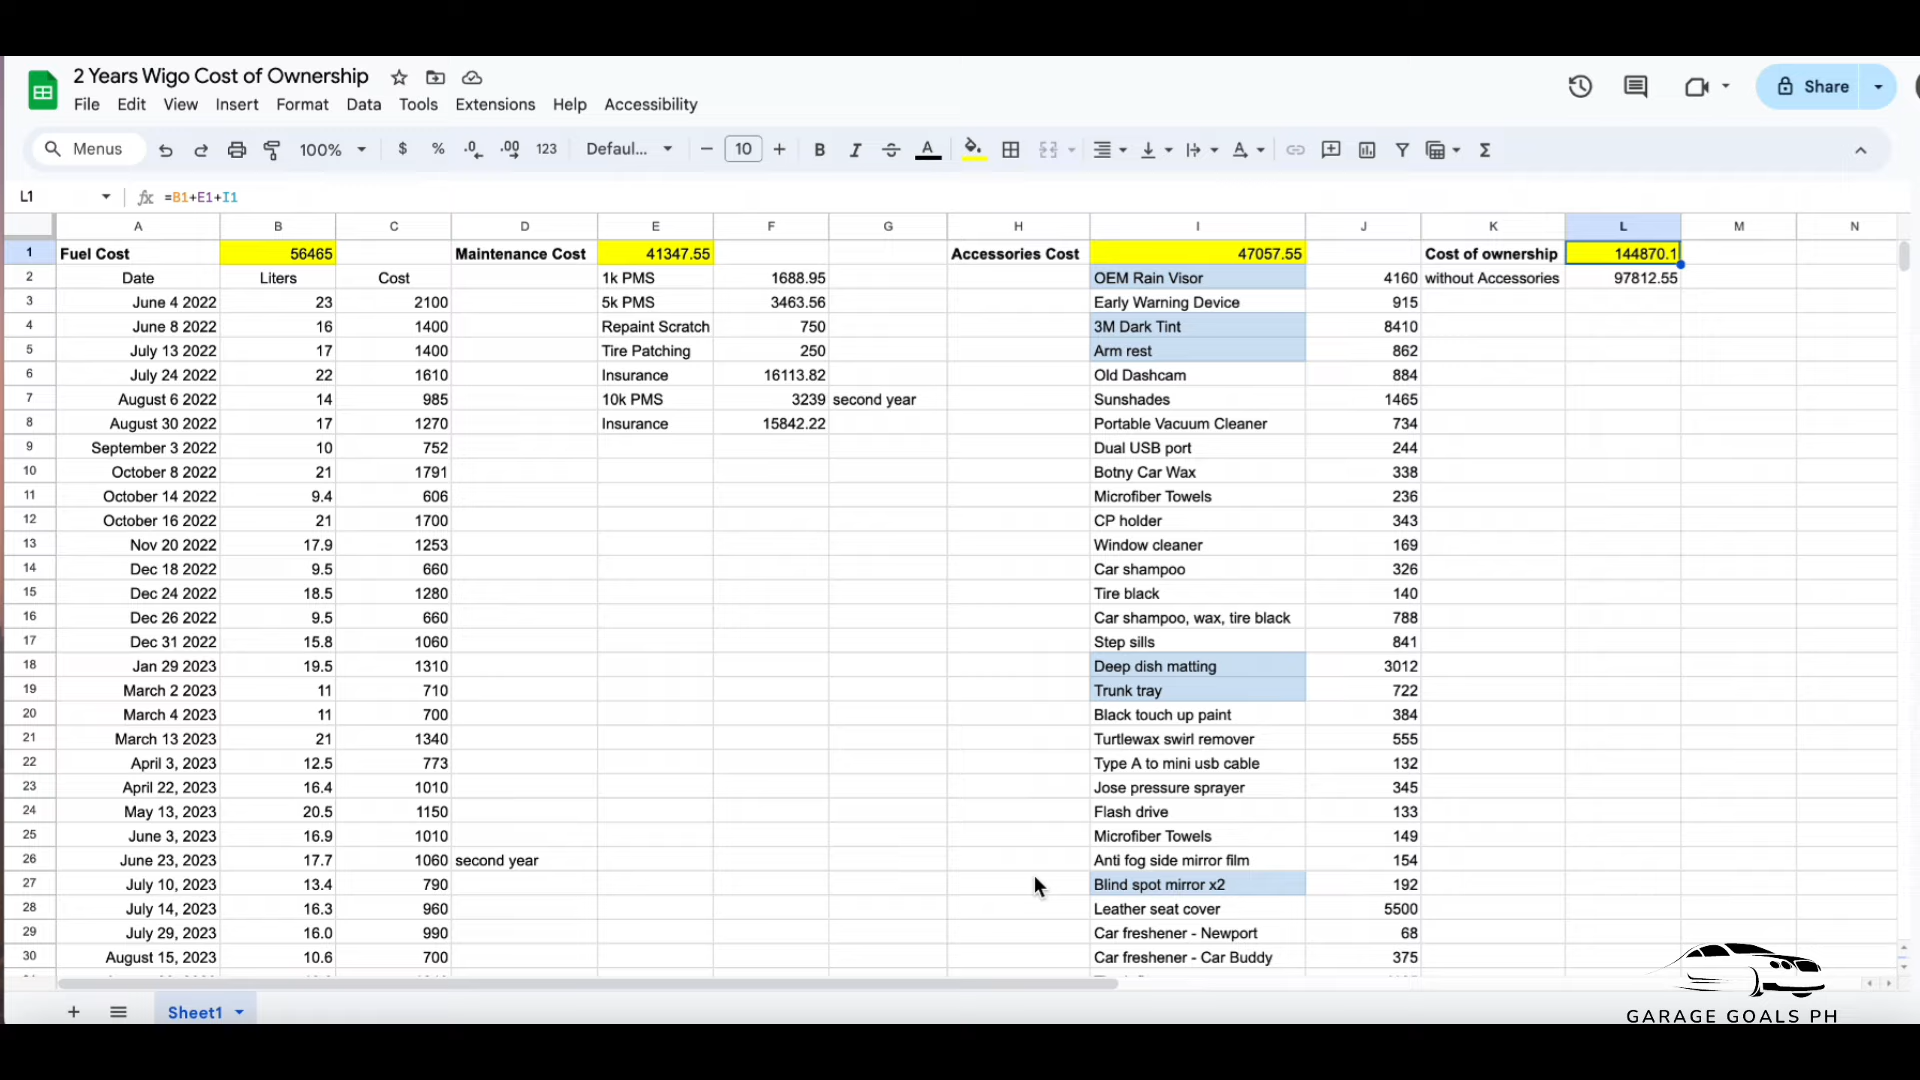 2 Years Wigo Cost of Ownership
File Edit View Insert Format Data Tools Extensions Help Accessibility
Share
Menus 100% $ % .0 .00 123 Defaul... − 10 + B I S A Σ
L1 fx =B1+E1+I1
A B C D E F G H I J K L M N
1 Fuel Cost 56465 Maintenance Cost 41347.55 Accessories Cost 47057.55 Cost of ownership 144870.1
2 Date Liters Cost 1k PMS 1688.95 OEM Rain Visor 4160 without Accessories 97812.55
3 June 4 2022 23 2100 5k PMS 3463.56 Early Warning Device 915
4 June 8 2022 16 1400 Repaint Scratch 750 3M Dark Tint 8410
5 July 13 2022 17 1400 Tire Patching 250 Arm rest 862
6 July 24 2022 22 1610 Insurance 16113.82 Old Dashcam 884
7 August 6 2022 14 985 10k PMS 3239 second year Sunshades 1465
8 August 30 2022 17 1270 Insurance 15842.22 Portable Vacuum Cleaner 734
9 September 3 2022 10 752 Dual USB port 244
10 October 8 2022 21 1791 Botny Car Wax 338
11 October 14 2022 9.4 606 Microfiber Towels 236
12 October 16 2022 21 1700 CP holder 343
13 Nov 20 2022 17.9 1253 Window cleaner 169
14 Dec 18 2022 9.5 660 Car shampoo 326
15 Dec 24 2022 18.5 1280 Tire black 140
16 Dec 26 2022 9.5 660 Car shampoo, wax, tire black 788
17 Dec 31 2022 15.8 1060 Step sills 841
18 Jan 29 2023 19.5 1310 Deep dish matting 3012
19 March 2 2023 11 710 Trunk tray 722
20 March 4 2023 11 700 Black touch up paint 384
21 March 13 2023 21 1340 Turtlewax swirl remover 555
22 April 3, 2023 12.5 773 Type A to mini usb cable 132
23 April 22, 2023 16.4 1010 Jose pressure sprayer 345
24 May 13, 2023 20.5 1150 Flash drive 133
25 June 3, 2023 16.9 1010 Microfiber Towels 149
26 June 23, 2023 17.7 1060 second year Anti fog side mirror film 154
27 July 10, 2023 13.4 790 Blind spot mirror x2 192
28 July 14, 2023 16.3 960 Leather seat cover 5500
29 July 29, 2023 16.0 990 Car freshener - Newport 68
30 August 15, 2023 10.6 700 Car freshener - Car Buddy 375
+ Sheet1
GARAGE GOALS PH